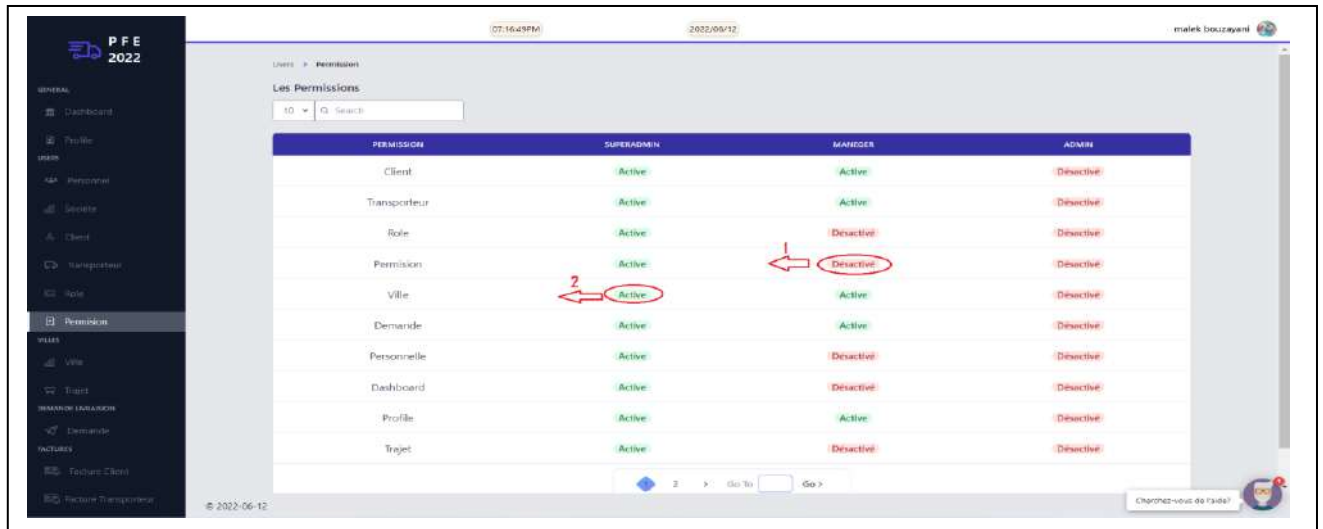 PFE
2022
07:16:49PM
2022/06/12
malek bouzayani
GENERAL
Dashboard
Profile
USERS
Personnel
Societe
Client
Transporteur
Role
Permision
VILLES
Ville
Trajet
DEMANDE LIVRAISON
Demande
FACTURES
Facture Client
Facture Transporteur
Users > Permission
Les Permissions
10 Search
PERMISSION SUPERADMIN MANEGER ADMIN
Client Active Active Désactivé
Transporteur Active Active Désactivé
Role Active Désactivé Désactivé
1
Permision Active Désactivé Désactivé
2
Ville Active Active Désactivé
Demande Active Active Désactivé
Personnelle Active Désactivé Désactivé
Dashboard Active Désactivé Désactivé
Profile Active Active Désactivé
Trajet Active Désactivé Désactivé
1 2 > Go To Go >
Cherchez-vous de l'aide?
© 2022-06-12